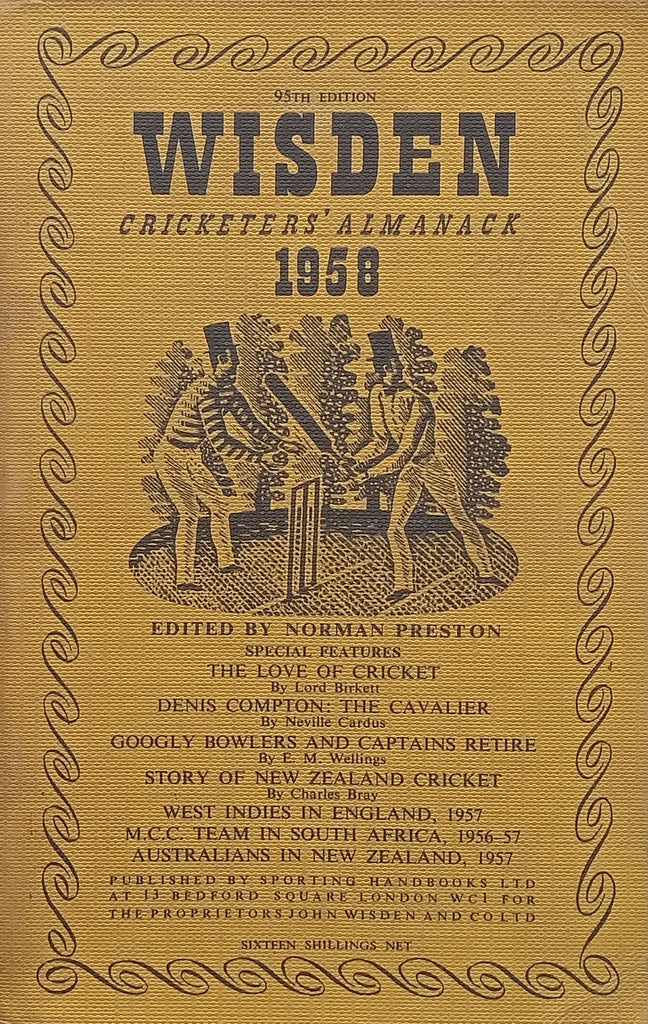 95TH EDITION
WISDEN
CRICKETERS' ALMANACK
1958
EDITED BY NORMAN PRESTON
SPECIAL FEATURES
THE LOVE OF CRICKET
By Lord Birkett
DENIS COMPTON: THE CAVALIER
By Neville Cardus
GOOGLY BOWLERS AND CAPTAINS RETIRE
By E. M. Wellings
STORY OF NEW ZEALAND CRICKET
By Charles Bray
WEST INDIES IN ENGLAND, 1957
M.C.C. TEAM IN SOUTH AFRICA, 1956-57
AUSTRALIANS IN NEW ZEALAND, 1957
PUBLISHED BY SPORTING HANDBOOKS LTD
AT 13 BEDFORD SQUARE LONDON WC1 FOR
THE PROPRIETORS JOHN WISDEN AND CO LTD
SIXTEEN SHILLINGS NET